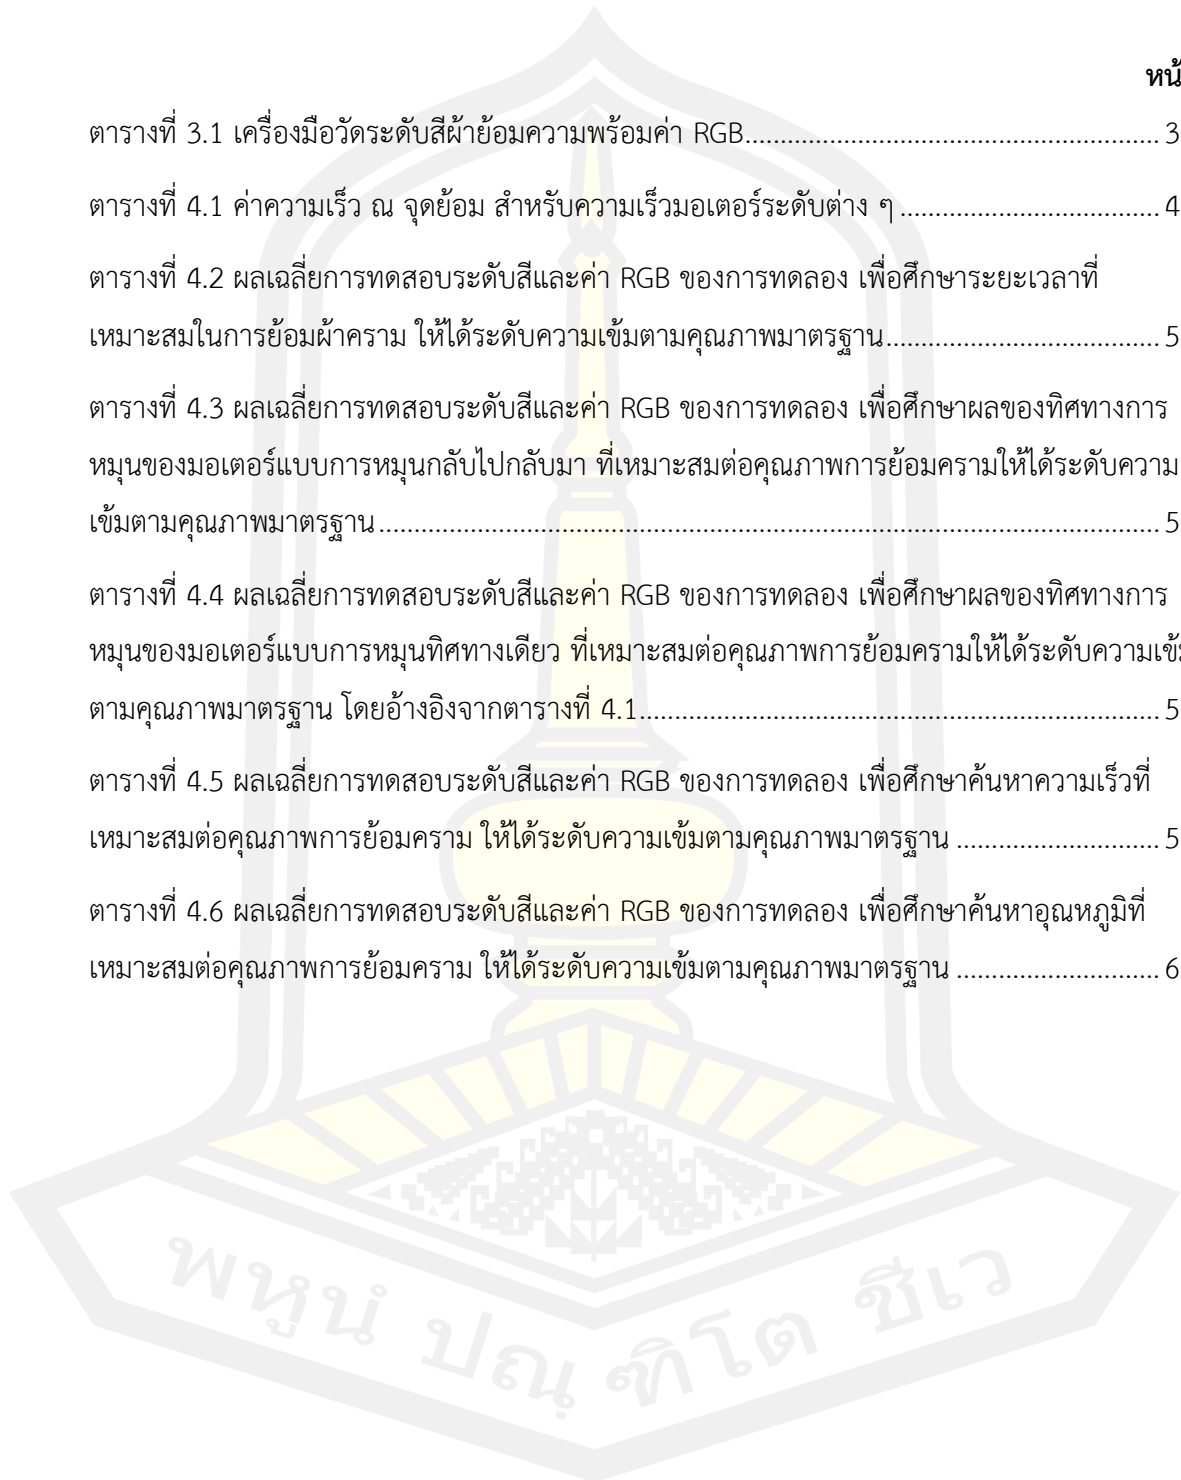 หน้
ตารางที่ 3.1 เครื่องมือวัดระดับสีผ้าย้อมความพร้อมค่า RGB............................................................ 3
ตารางที่ 4.1 ค่าความเร็ว ณ จุดย้อม สำหรับความเร็วมอเตอร์ระดับต่าง ๆ ..................................... 4
ตารางที่ 4.2 ผลเฉลี่ยการทดสอบระดับสีและค่า RGB ของการทดลอง เพื่อศึกษาระยะเวลาที่
เหมาะสมในการย้อมผ้าคราม ให้ได้ระดับความเข้มตามคุณภาพมาตรฐาน....................................... 5
ตารางที่ 4.3 ผลเฉลี่ยการทดสอบระดับสีและค่า RGB ของการทดลอง เพื่อศึกษาผลของทิศทางการ
หมุนของมอเตอร์แบบการหมุนกลับไปกลับมา ที่เหมาะสมต่อคุณภาพการย้อมครามให้ได้ระดับความ
เข้มตามคุณภาพมาตรฐาน................................................................................................................. 5
ตารางที่ 4.4 ผลเฉลี่ยการทดสอบระดับสีและค่า RGB ของการทดลอง เพื่อศึกษาผลของทิศทางการ
หมุนของมอเตอร์แบบการหมุนทิศทางเดียว ที่เหมาะสมต่อคุณภาพการย้อมครามให้ได้ระดับความเข้
ตามคุณภาพมาตรฐาน โดยอ้างอิงจากตารางที่ 4.1........................................................................... 5
ตารางที่ 4.5 ผลเฉลี่ยการทดสอบระดับสีและค่า RGB ของการทดลอง เพื่อศึกษาค้นหาความเร็วที่
เหมาะสมต่อคุณภาพการย้อมคราม ให้ได้ระดับความเข้มตามคุณภาพมาตรฐาน ............................. 5
ตารางที่ 4.6 ผลเฉลี่ยการทดสอบระดับสีและค่า RGB ของการทดลอง เพื่อศึกษาค้นหาอุณหภูมิที่
เหมาะสมต่อคุณภาพการย้อมคราม ให้ได้ระดับความเข้มตามคุณภาพมาตรฐาน ............................. 6
พหูนํ ปณฺฑิโต ชีเว